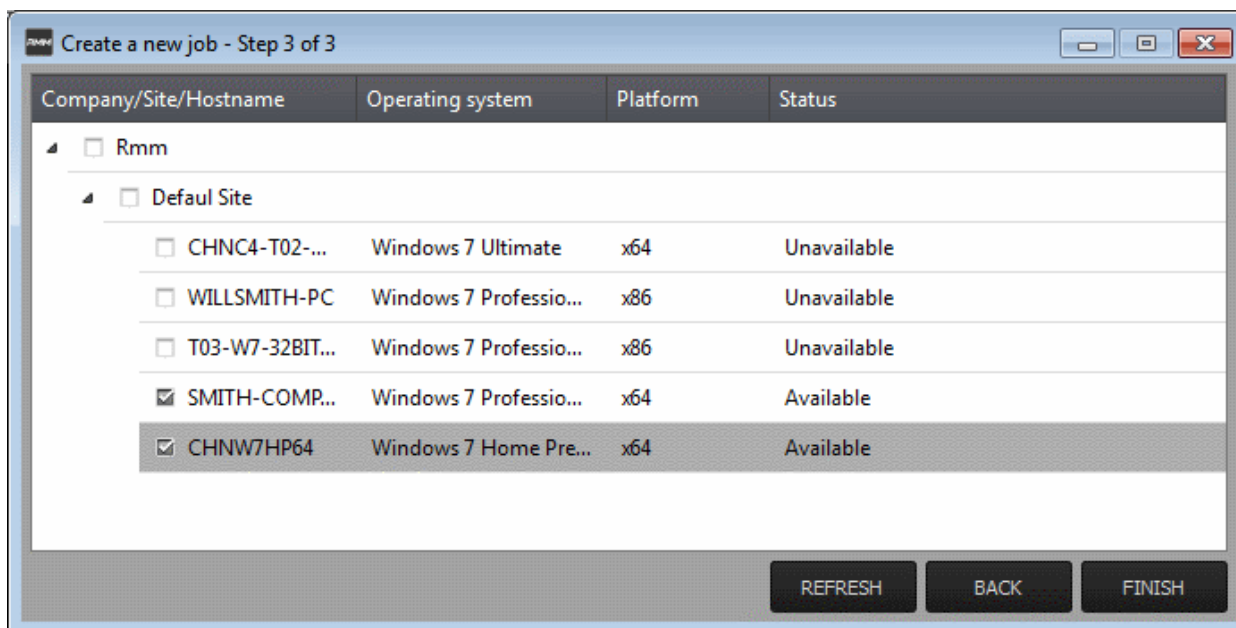 RMM Create a new job - Step 3 of 3
Company/Site/Hostname Operating system Platform Status
Rmm
Defaul Site
CHNC4-T02-... Windows 7 Ultimate x64 Unavailable
WILLSMITH-PC Windows 7 Professio... x86 Unavailable
T03-W7-32BIT... Windows 7 Professio... x86 Unavailable
SMITH-COMP... Windows 7 Professio... x64 Available
CHNW7HP64 Windows 7 Home Pre... x64 Available
REFRESH BACK FINISH